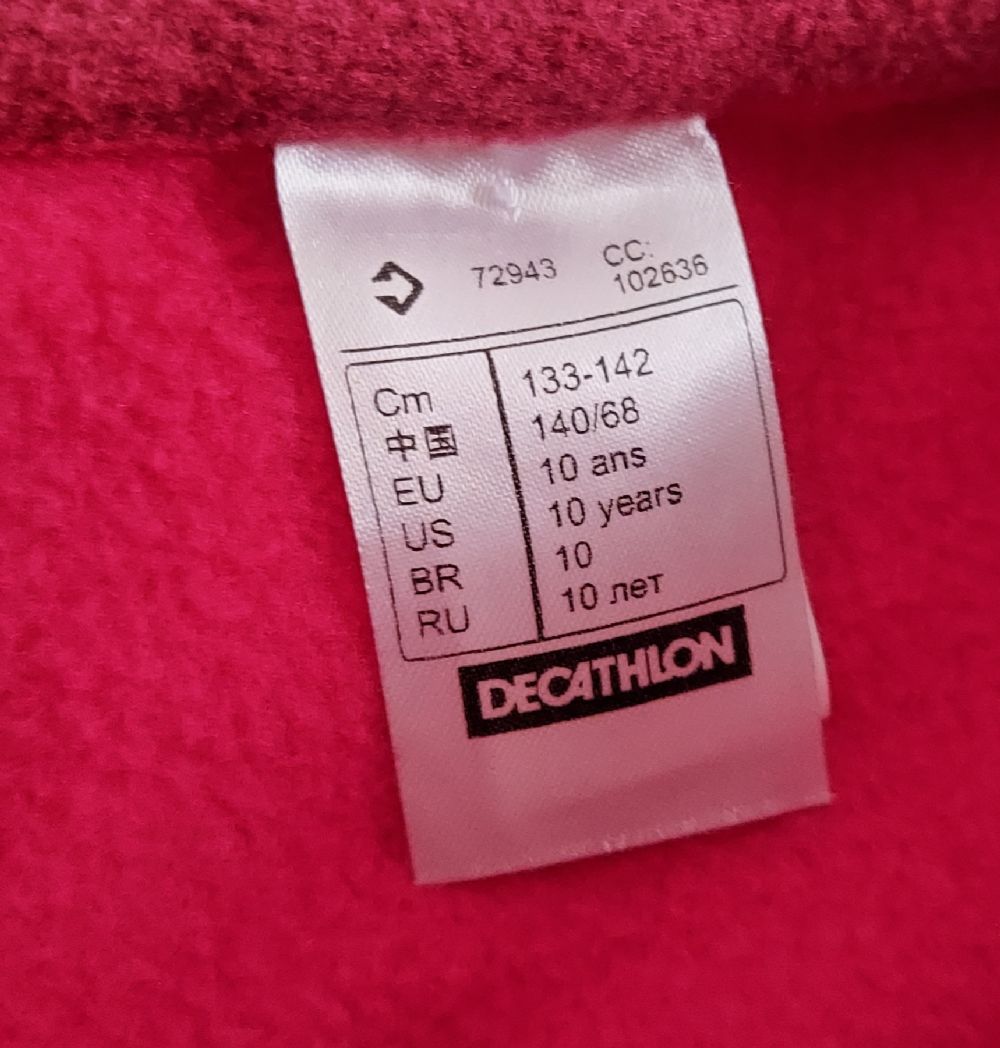 72943 CC:
102636
Cm 133-142
中国 140/68
EU 10 ans
US 10 years
BR 10
RU 10 лет
DECATHLON